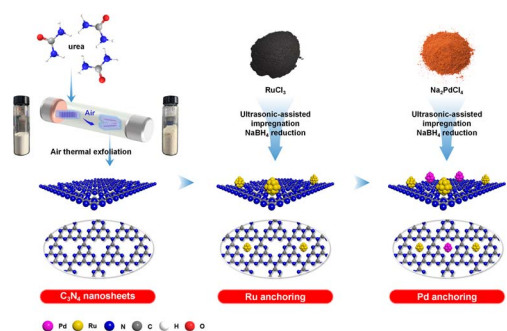 urea
Air
Air thermal exfoliation
RuCl₃
Ultrasonic-assisted
impregnation
NaBH₄ reduction
Na₂PdCl₄
Ultrasonic-assisted
impregnation
NaBH₄ reduction
C₃N₄ nanosheets
Ru anchoring
Pd anchoring
Pd Ru N C H O